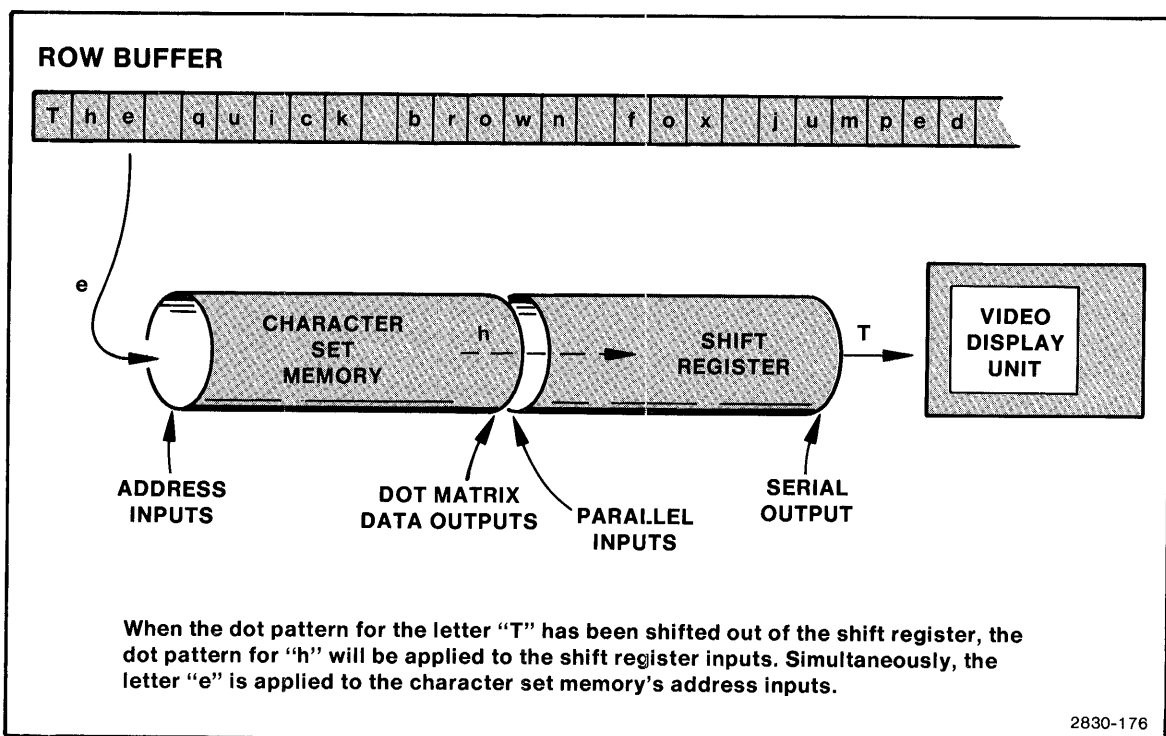 ROW BUFFER
T h e q u i c k b r o w n f o x j u m p e d
e
CHARACTER
SET
MEMORY
h
SHIFT
REGISTER
T
VIDEO
DISPLAY
UNIT
ADDRESS
INPUTS
DOT MATRIX
DATA OUTPUTS
PARALLEL
INPUTS
SERIAL
OUTPUT
When the dot pattern for the letter “T” has been shifted out of the shift register, the
dot pattern for “h” will be applied to the shift register inputs. Simultaneously, the
letter “e” is applied to the character set memory’s address inputs.
2830-176